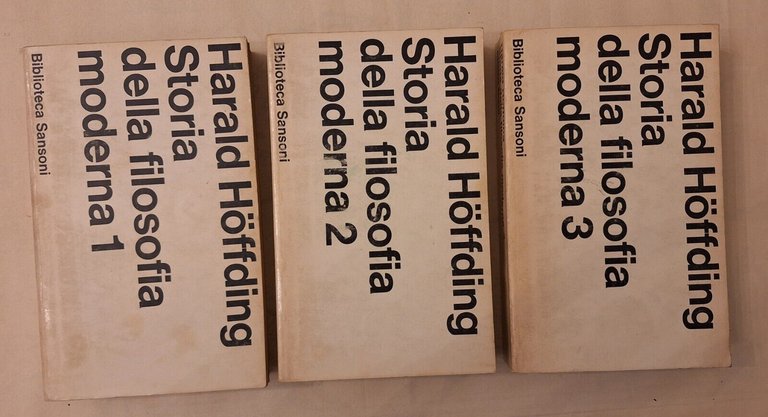 Harald Höffding
Storia
della filosofia
moderna 1
Biblioteca Sansoni
Harald Höffding
Storia
della filosofia
moderna 2
Biblioteca Sansoni
Harald Höffding
Storia
della filosofia
moderna 3
Biblioteca Sansoni